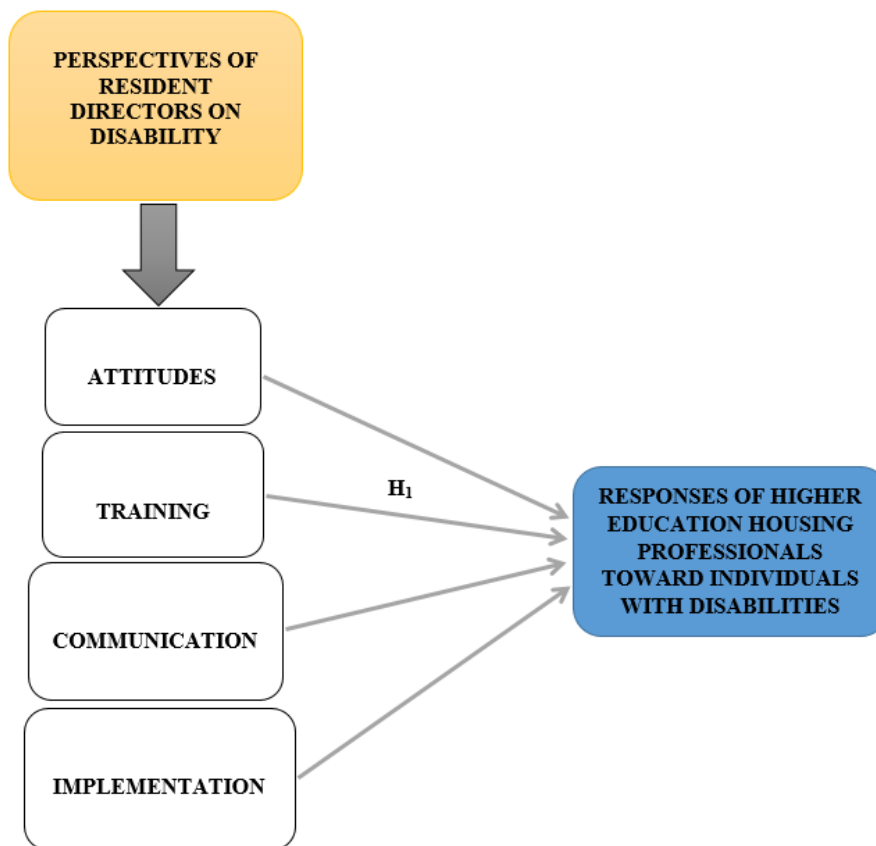 PERSPECTIVES OF
RESIDENT
DIRECTORS ON
DISABILITY
ATTITUDES
TRAINING
H₁
COMMUNICATION
IMPLEMENTATION
RESPONSES OF HIGHER
EDUCATION HOUSING
PROFESSIONALS
TOWARD INDIVIDUALS
WITH DISABILITIES